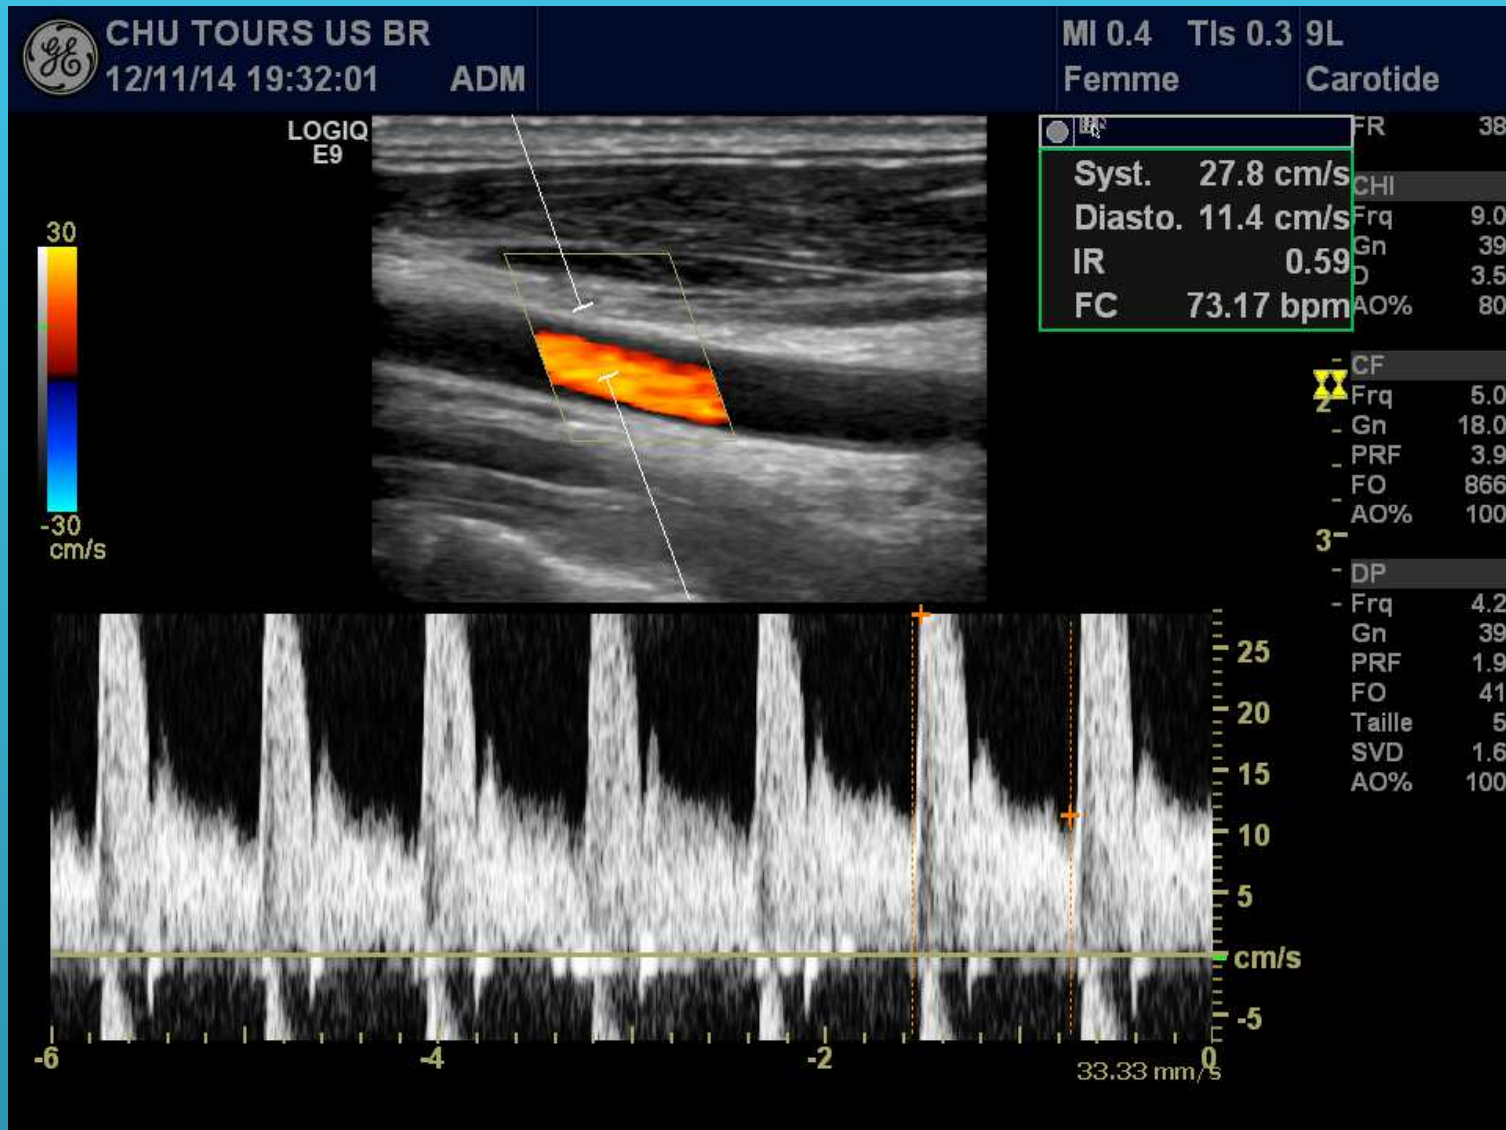 GE
CHU TOURS US BR
12/11/14 19:32:01 ADM
MI 0.4 TIs 0.3
Femme
9L
Carotide
LOGIQ
E9
30
-30
cm/s
Syst. 27.8 cm/s
Diasto. 11.4 cm/s
IR 0.59
FC 73.17 bpm
FR 38
CHI
Frq 9.0
Gn 39
D 3.5
AO% 80
CF
Frq 5.0
Gn 18.0
PRF 3.9
FO 866
AO% 100
DP
Frq 4.2
Gn 39
PRF 1.9
FO 41
Taille 5
SVD 1.6
AO% 100
2
3
25
20
15
10
5
cm/s
-5
-6 -4 -2 0
33.33 mm/s